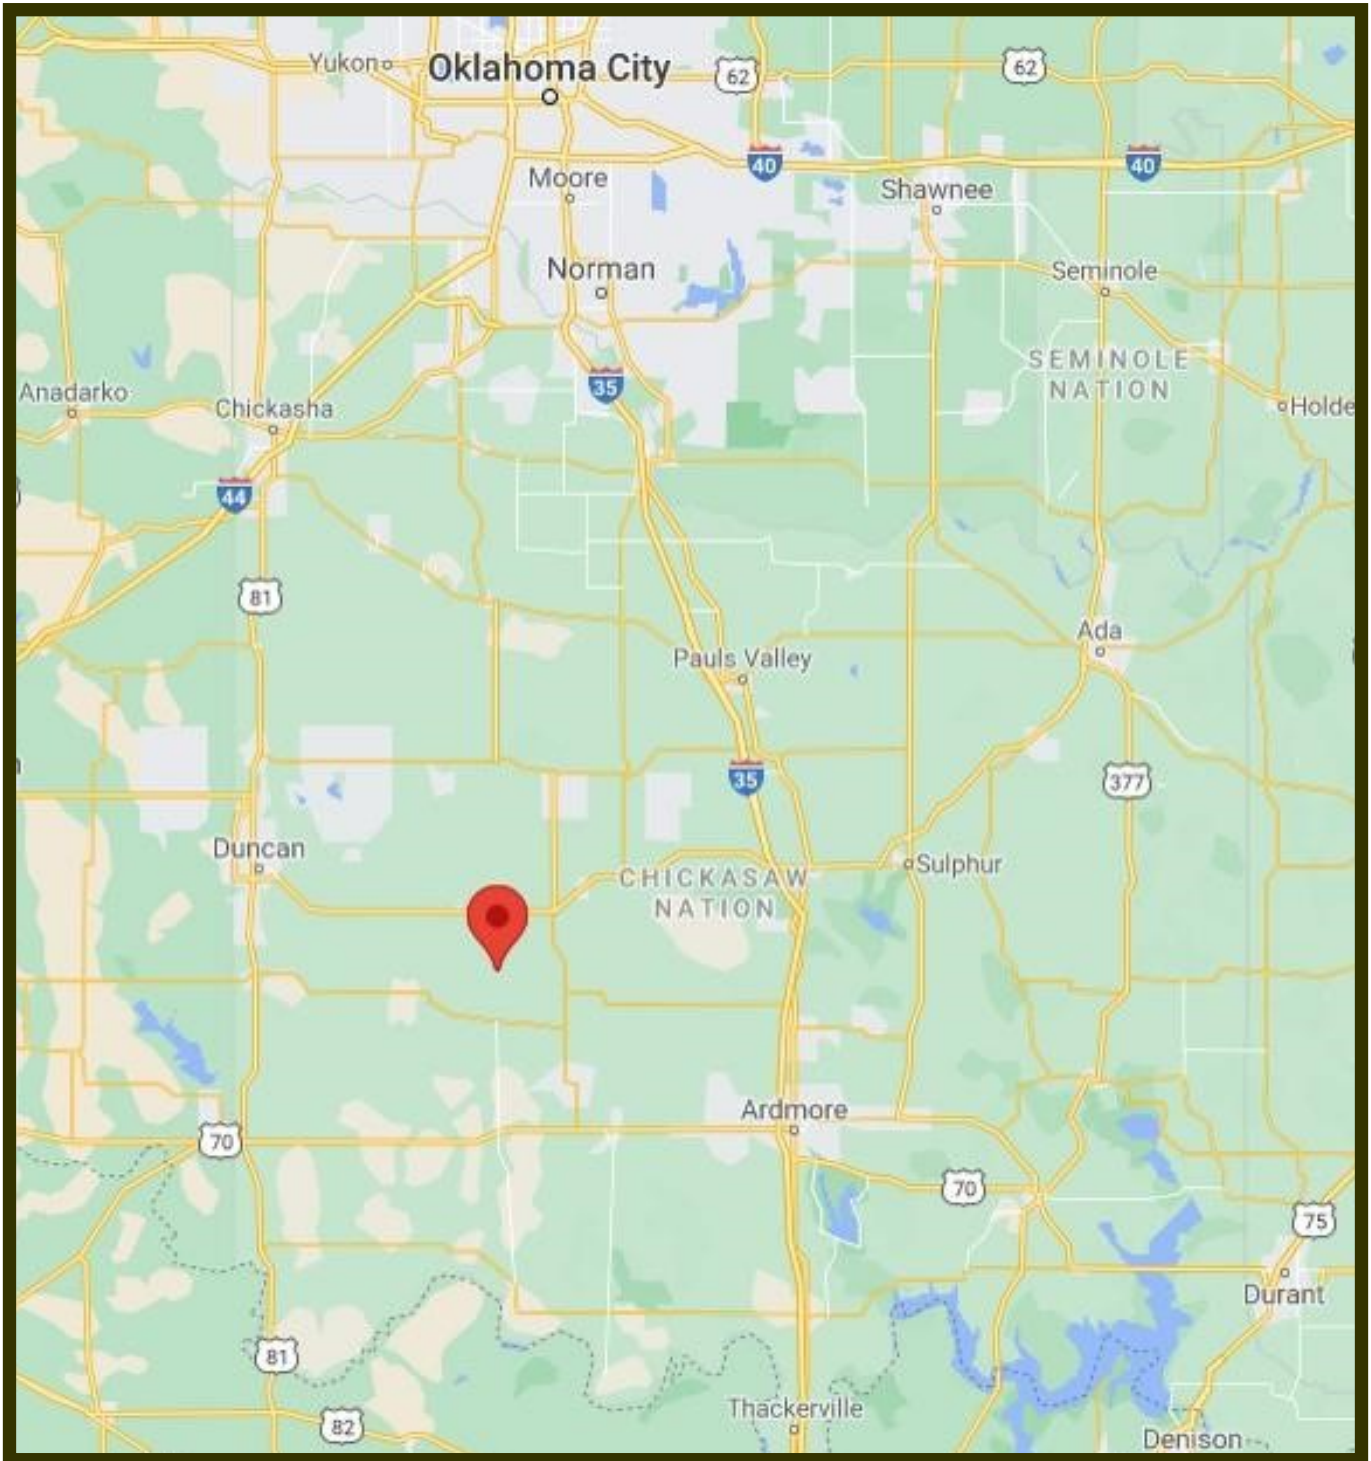 Yukon
Oklahoma City
62
62
40
40
Moore
Shawnee
Norman
Seminole
SEMINOLE
NATION
35
Anadarko
Chickasha
Holde
44
81
Ada
Pauls Valley
35
377
Duncan
Sulphur
CHICKASAW
NATION
Ardmore
70
70
75
Durant
81
82
Thackerville
Denison